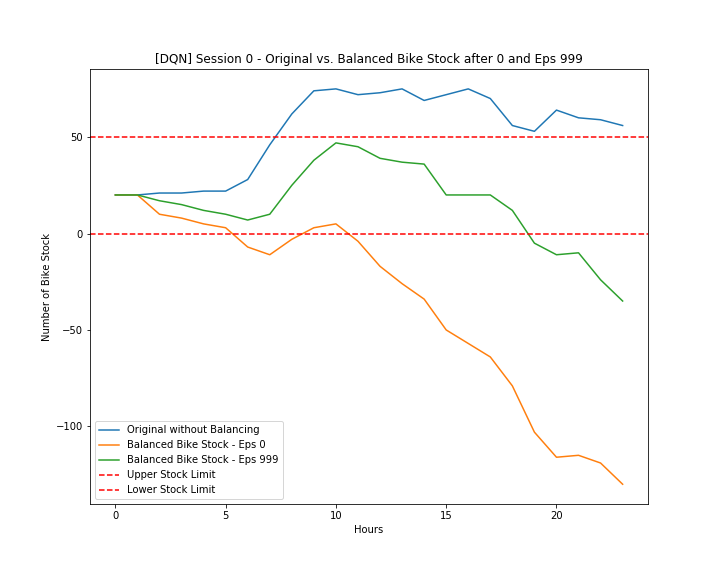 [DQN] Session 0 - Original vs. Balanced Bike Stock after 0 and Eps 999
Number of Bike Stock
50
0
−50
−100
Original without Balancing
Balanced Bike Stock - Eps 0
Balanced Bike Stock - Eps 999
Upper Stock Limit
Lower Stock Limit
0 5 10 15 20
Hours